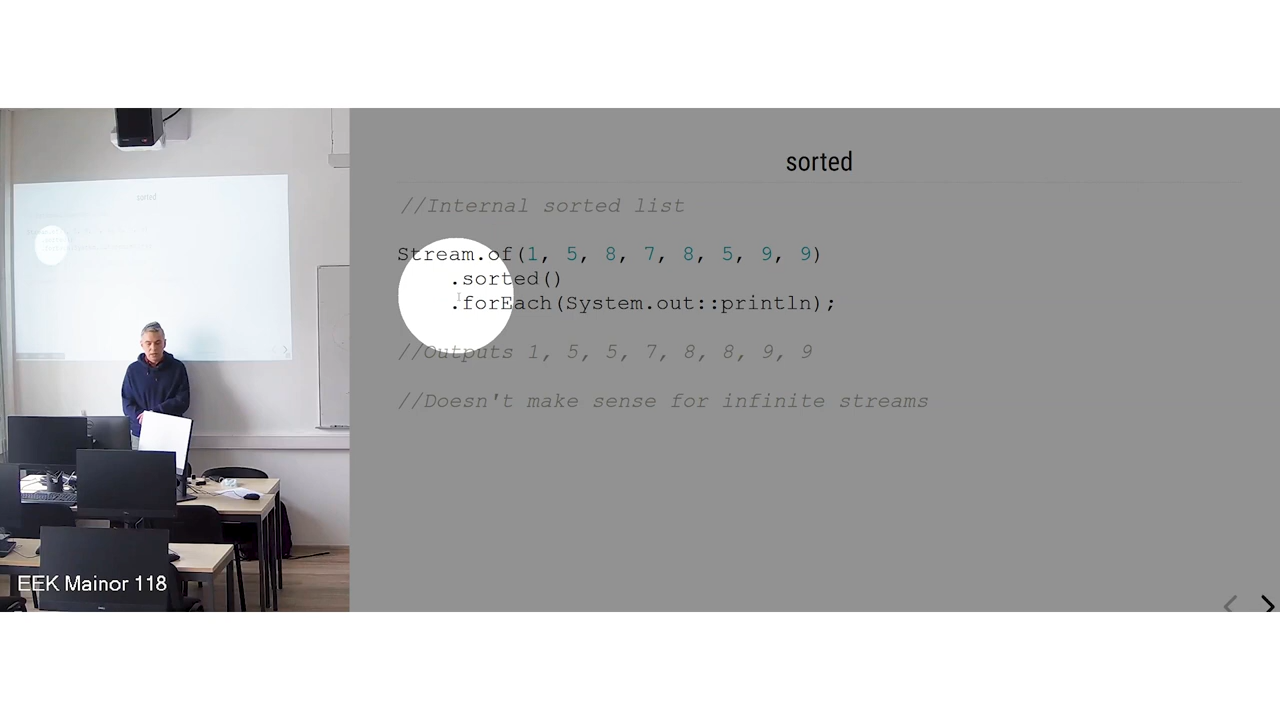 sorted
//Internal sorted list
Stream.of(1, 5, 8, 7, 8, 5, 9, 9)
.sorted()
.forEach(System.out::println);
//Outputs 1, 5, 5, 7, 8, 8, 9, 9
//Doesn't make sense for infinite streams
sorted
EEK Mainor 118